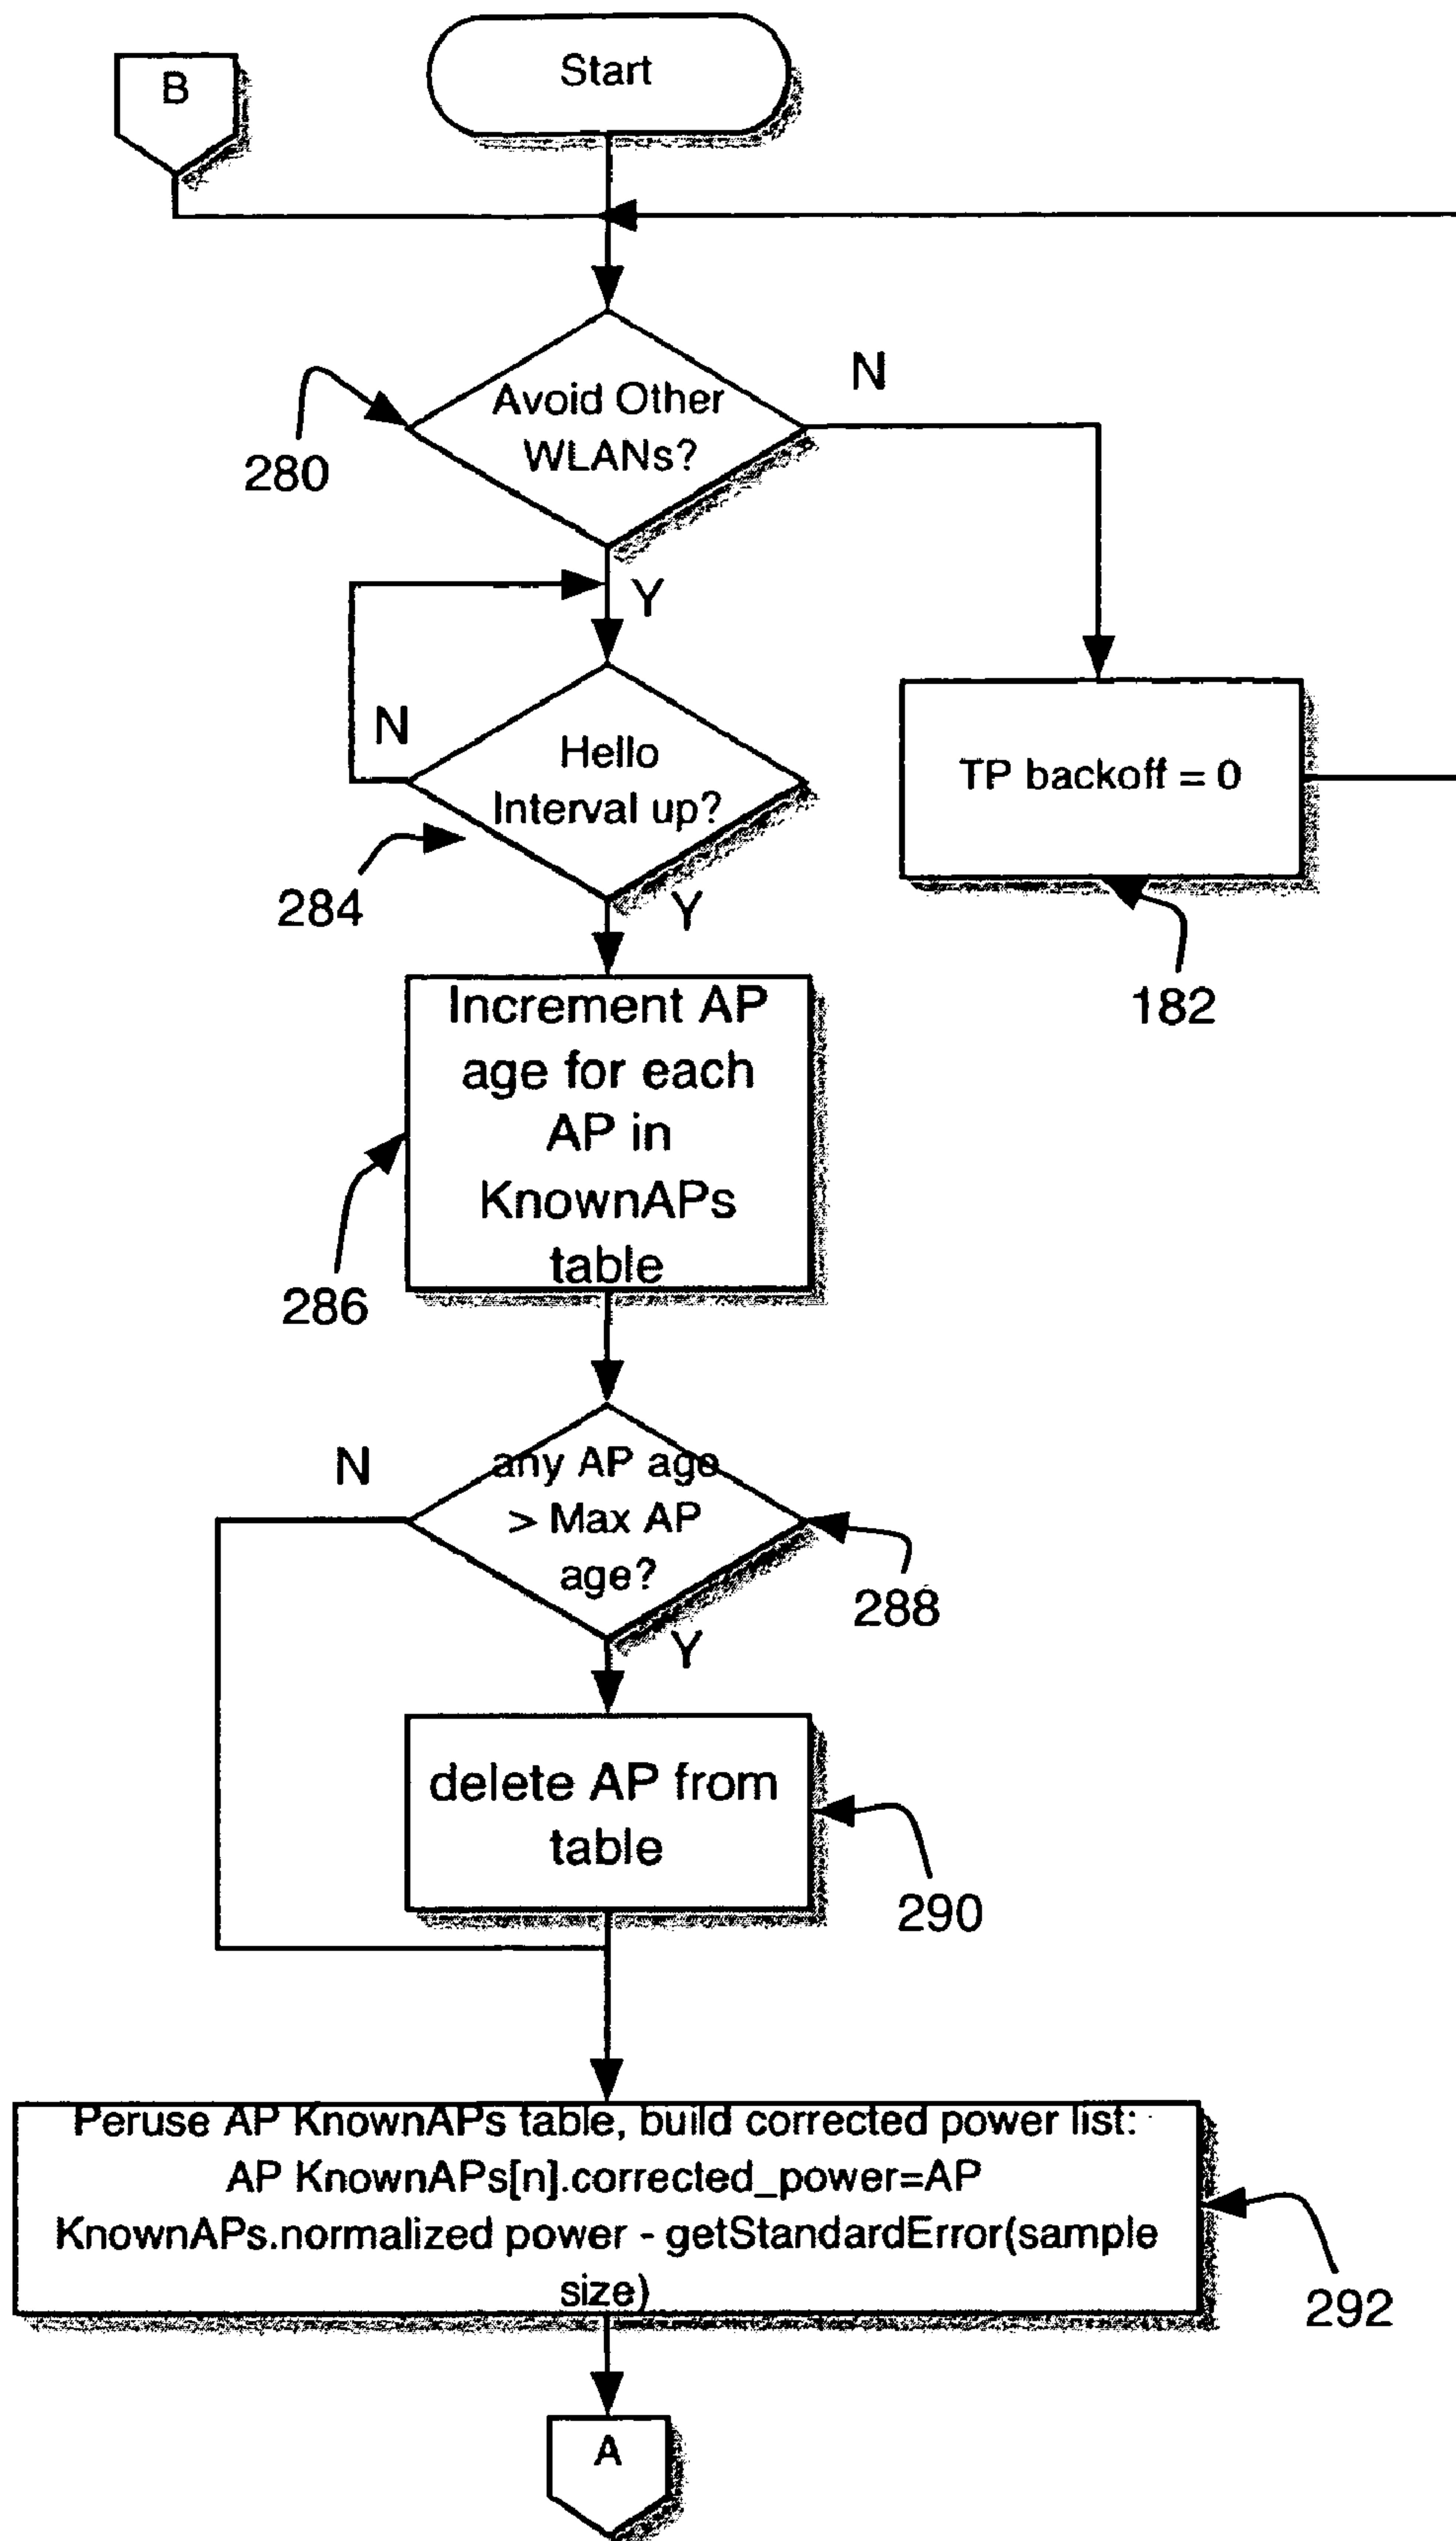 B
Start
Avoid Other
WLANs?
N
280
Y
Hello
Interval up?
N
284
Y
TP backoff = 0
182
Increment AP
age for each
AP in
KnownAPs
table
286
any AP age
> Max AP
age?
N
288
Y
delete AP from
table
290
Peruse AP KnownAPs table, build corrected power list:
AP KnownAPs[n].corrected_power=AP
KnownAPs.normalized power - getStandardError(sample
size)
292
A